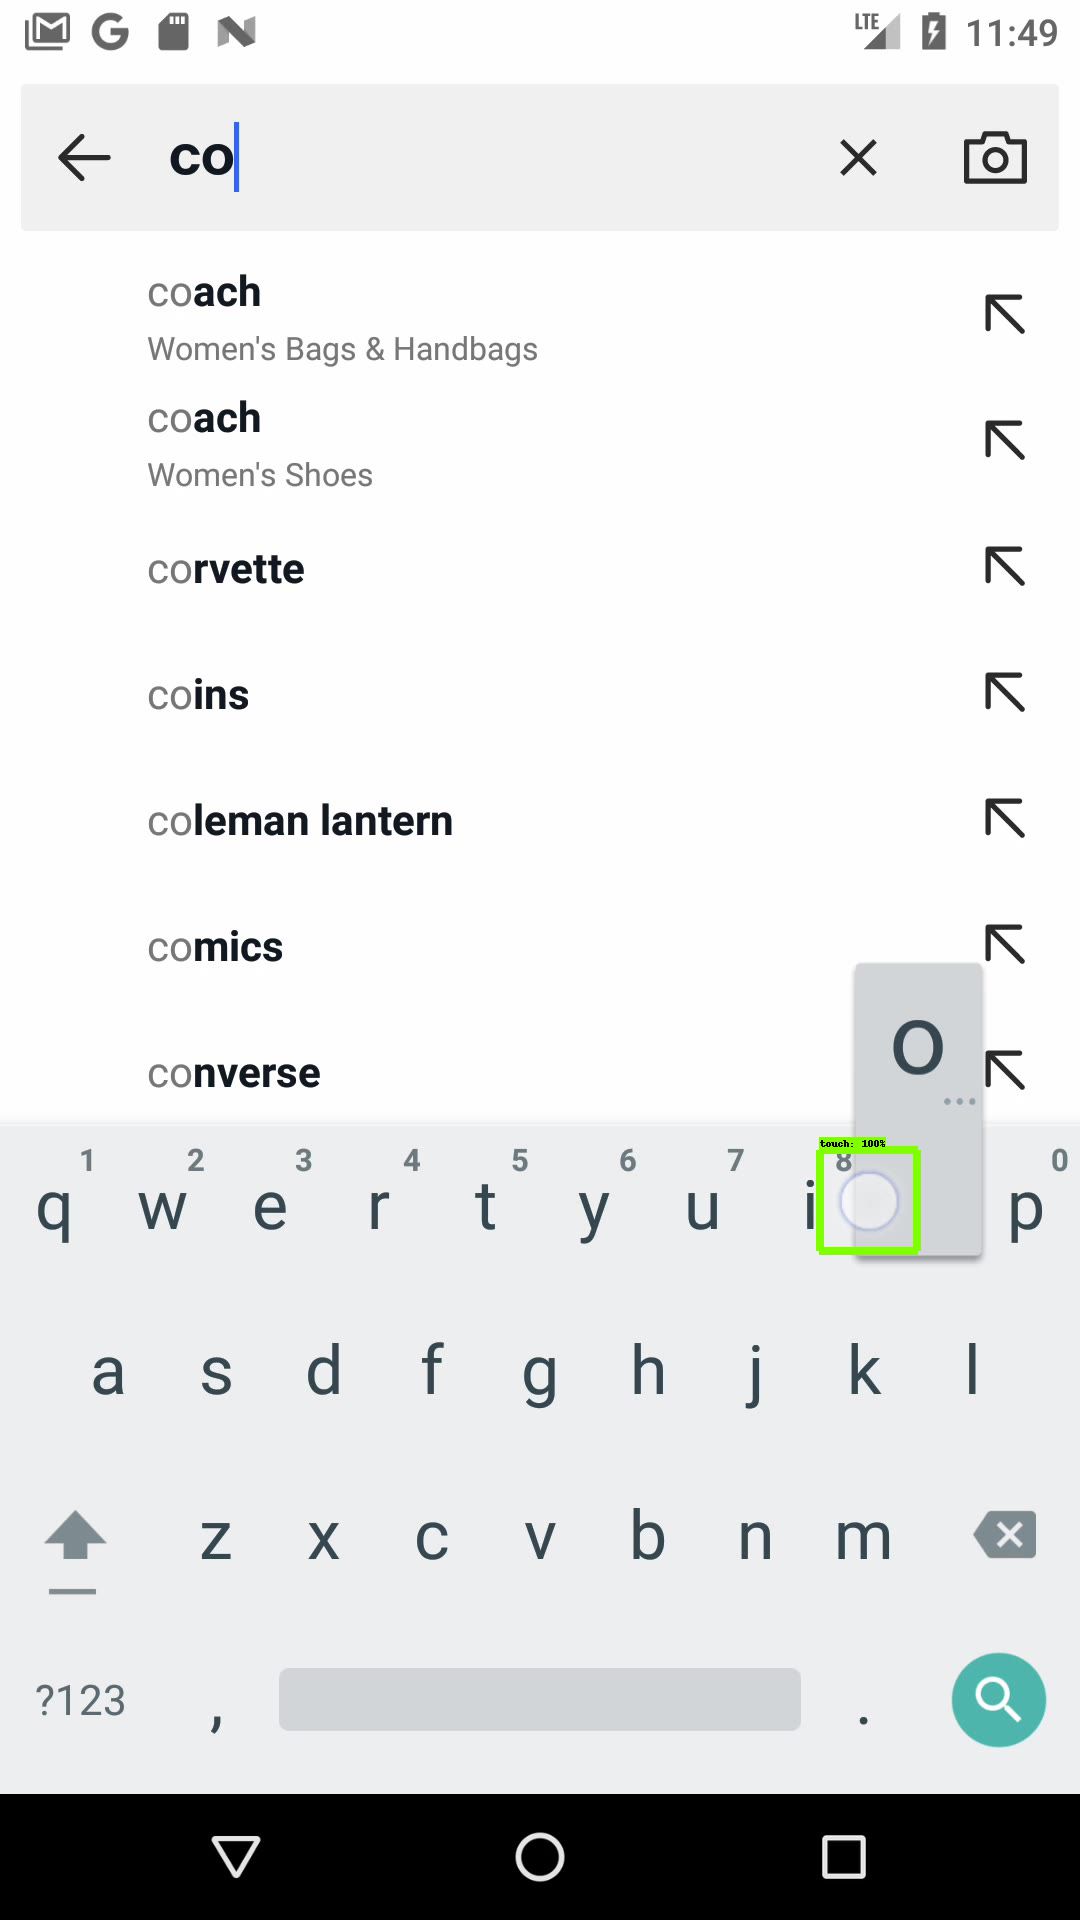 LTE 11:49
co
coach
Women's Bags & Handbags
coach
Women's Shoes
corvette
coins
coleman lantern
comics
converse
o
...
touch: 100%
1 2 3 4 5 6 7 8 0
q w e r t y u i p
a s d f g h j k l
z x c v b n m
?123 , .